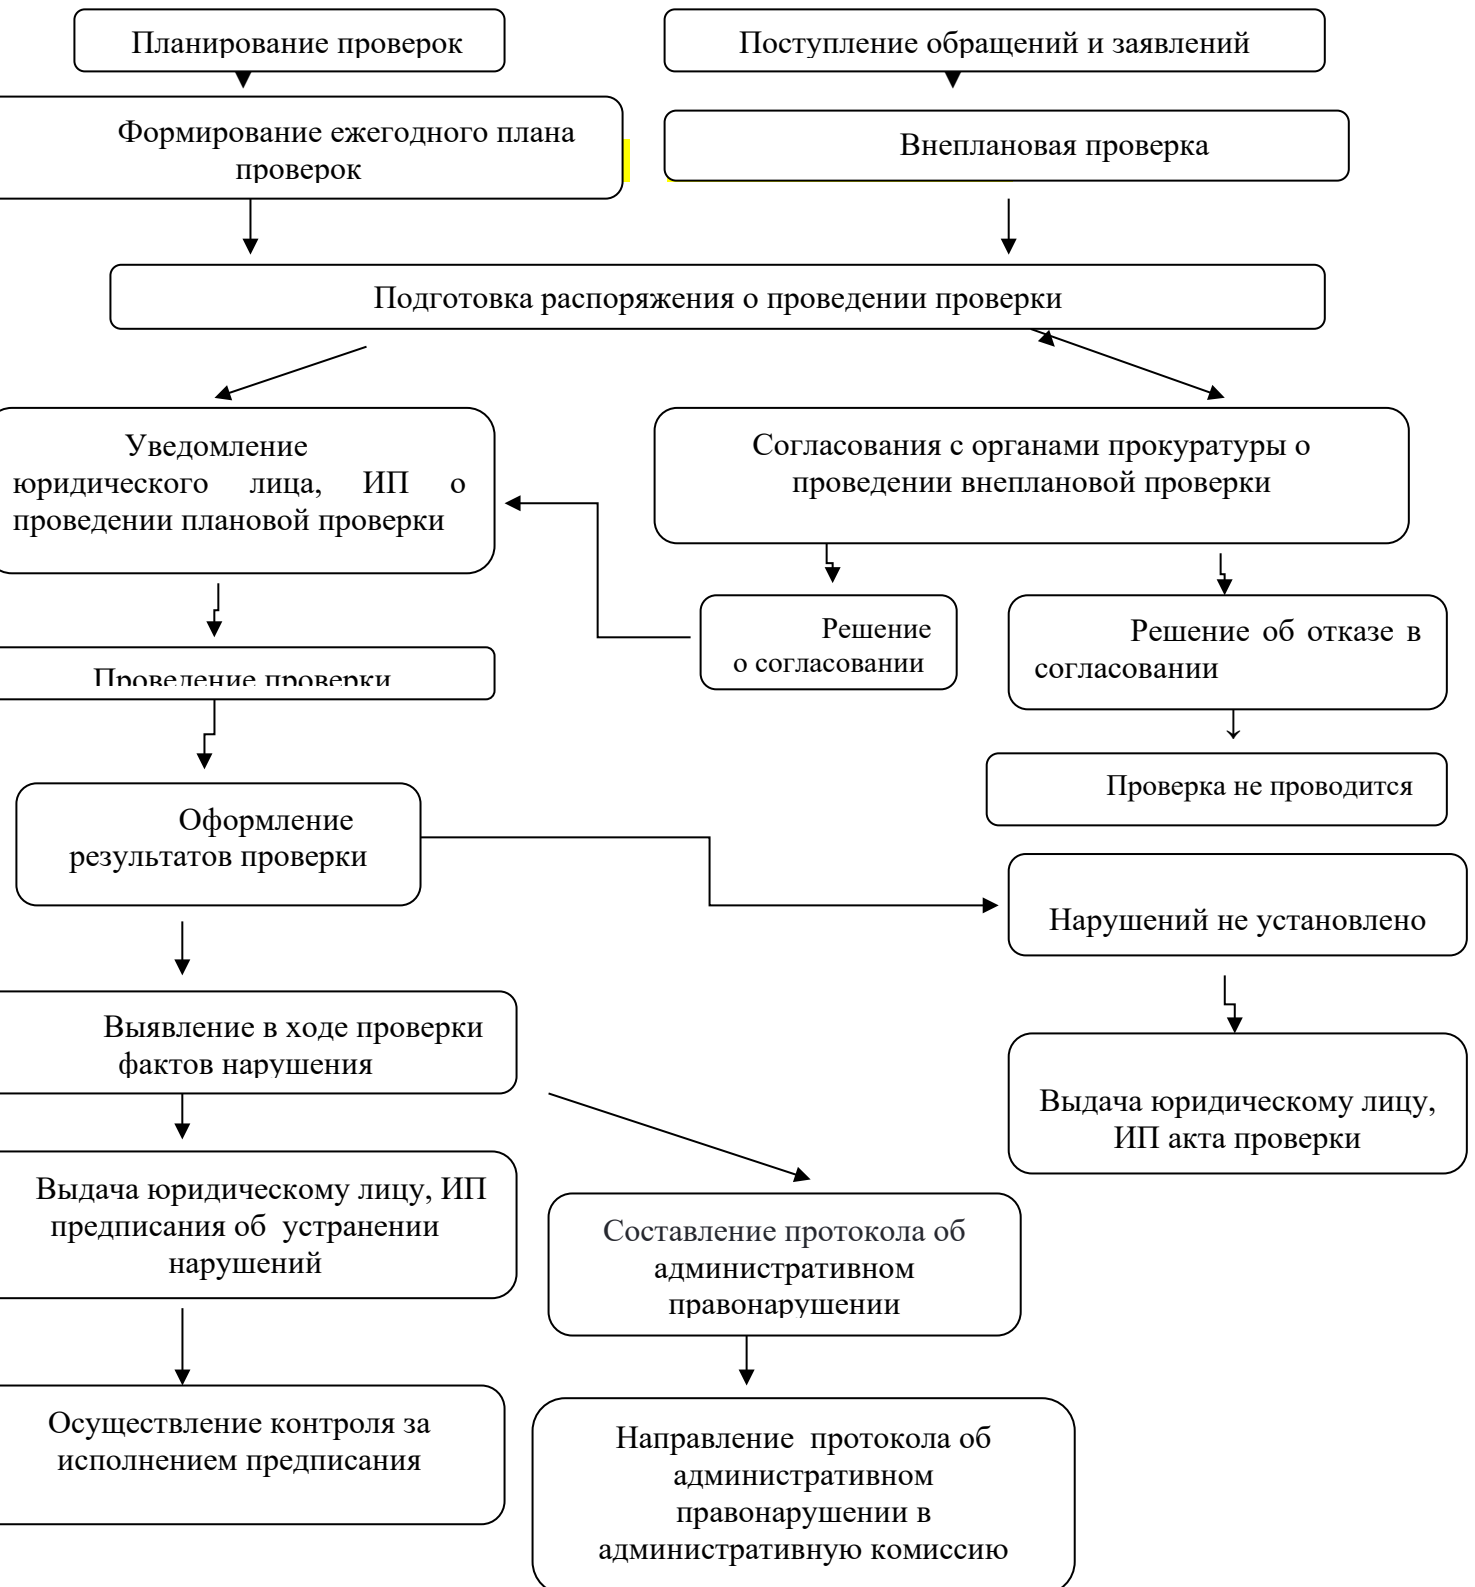 Планирование проверок
Поступление обращений и заявлений
Формирование ежегодного плана
проверок
Внеплановая проверка
Подготовка распоряжения о проведении проверки
Уведомление
юридического лица, ИП о
проведении плановой проверки
Согласования с органами прокуратуры о
проведении внеплановой проверки
Решение
о согласовании
Решение об отказе в
согласовании
Проведение проверки
Проверка не проводится
Оформление
результатов проверки
Нарушений не установлено
Выявление в ходе проверки
фактов нарушения
Выдача юридическому лицу,
ИП акта проверки
Выдача юридическому лицу, ИП
предписания об устранении
нарушений
Составление протокола об
административном
правонарушении
Осуществление контроля за
исполнением предписания
Направление протокола об
административном
правонарушении в
административную комиссию